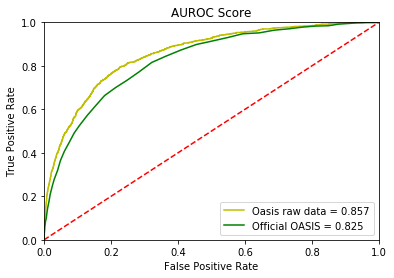 AUROC Score
1.0
0.8
0.6
0.4
0.2
0.0
True Positive Rate
Oasis raw data = 0.857
Official OASIS = 0.825
0.0 0.2 0.4 0.6 0.8 1.0
False Positive Rate